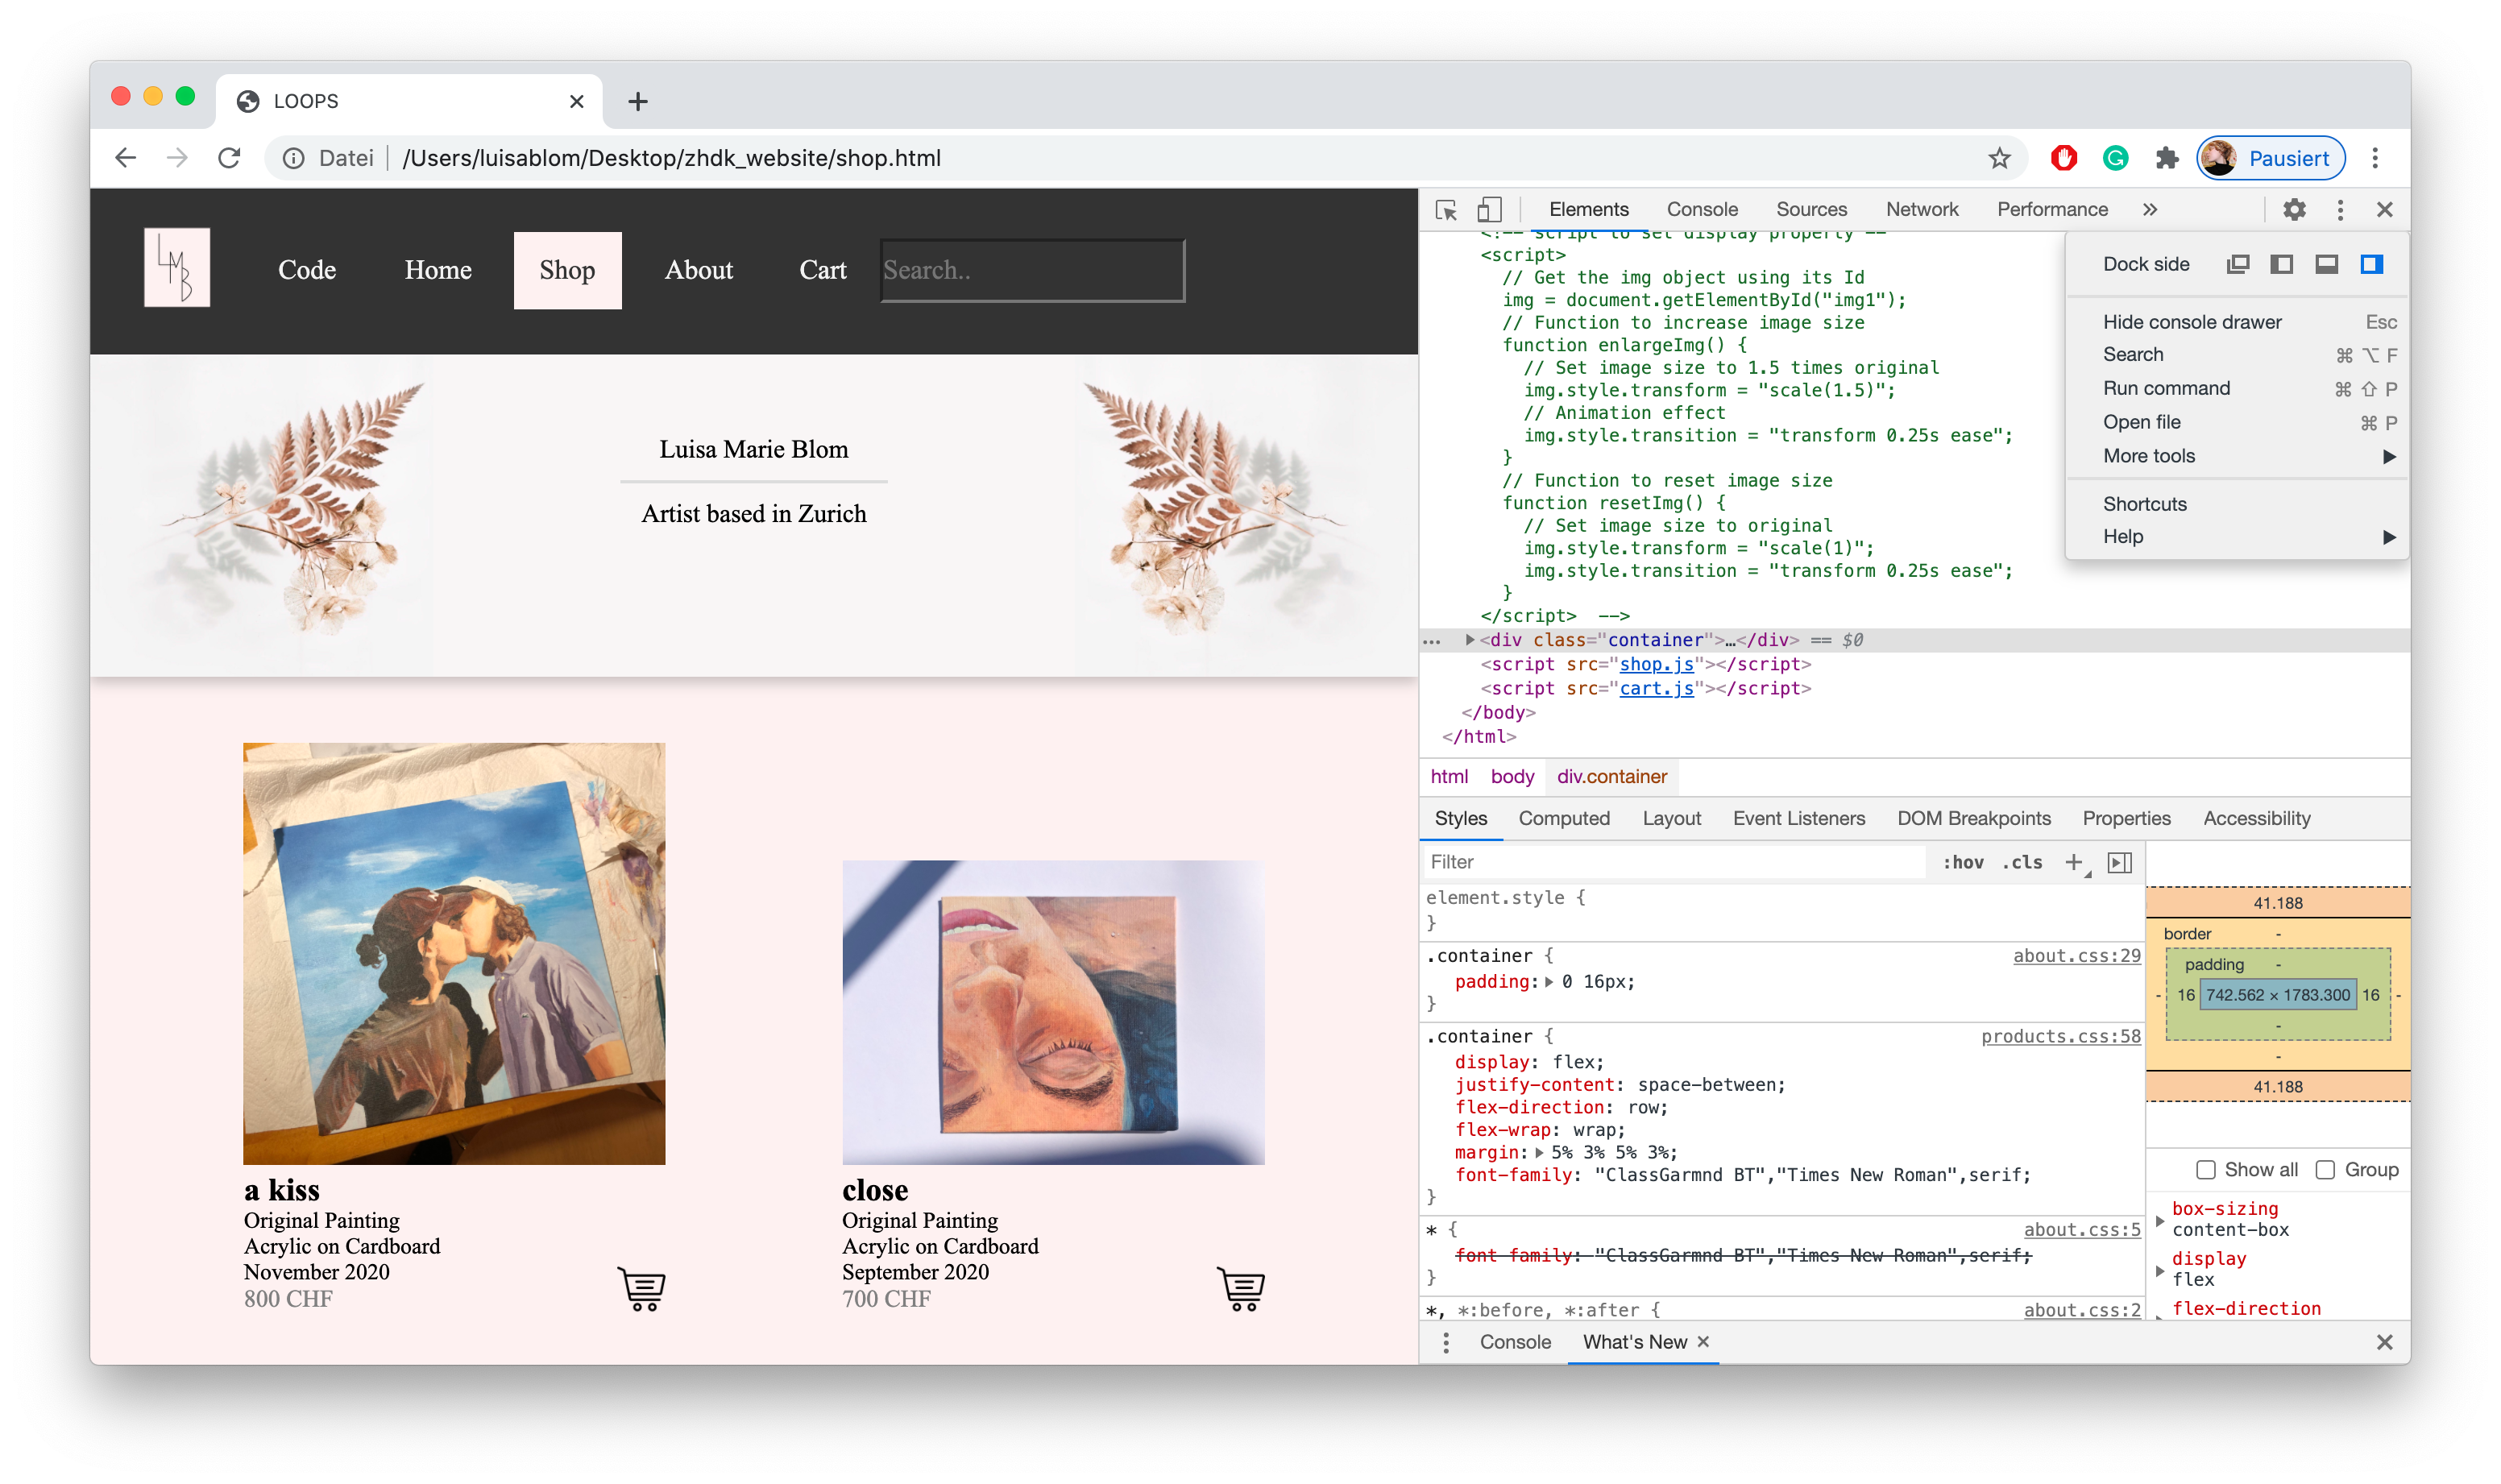 LOOPS
Datei
/Users/luisablom/Desktop/zhdk_website/shop.html
Pausiert
LMB
Code
Home
Shop
About
Cart
Search..
Luisa Marie Blom
Artist based in Zurich
a kiss
Original Painting
Acrylic on Cardboard
November 2020
800 CHF
close
Original Painting
Acrylic on Cardboard
September 2020
700 CHF
Elements
Console
Sources
Network
Performance
»
<!-- script to set display property --
<script>
// Get the img object using its Id
img = document.getElementById("img1");
// Function to increase image size
function enlargeImg() {
// Set image size to 1.5 times original
img.style.transform = "scale(1.5)";
// Animation effect
img.style.transition = "transform 0.25s ease";
}
// Function to reset image size
function resetImg() {
// Set image size to original
img.style.transform = "scale(1)";
img.style.transition = "transform 0.25s ease";
}
</script>  -->
<div class="container">…</div> == $0
<script src="shop.js"></script>
<script src="cart.js"></script>
</body>
</html>
Dock side
Hide console drawer Esc
Search ⌘ ⌥ F
Run command ⌘ ⇧ P
Open file ⌘ P
More tools
Shortcuts
Help
html body div.container
Styles
Computed
Layout
Event Listeners
DOM Breakpoints
Properties
Accessibility
Filter
:hov .cls +
element.style {
}
.container { about.css:29
padding: 0 16px;
}
.container { products.css:58
display: flex;
justify-content: space-between;
flex-direction: row;
flex-wrap: wrap;
margin: 5% 3% 5% 3%;
font-family: "ClassGarmnd BT","Times New Roman",serif;
}
* { about.css:5
font-family: "ClassGarmnd BT","Times New Roman",serif;
}
*, *:before, *:after { about.css:2
41.188
border -
padding -
- 16 742.562 × 1783.300 16 -
-
-
41.188
Show all
Group
box-sizing
content-box
display
flex
flex-direction
Console
What's New